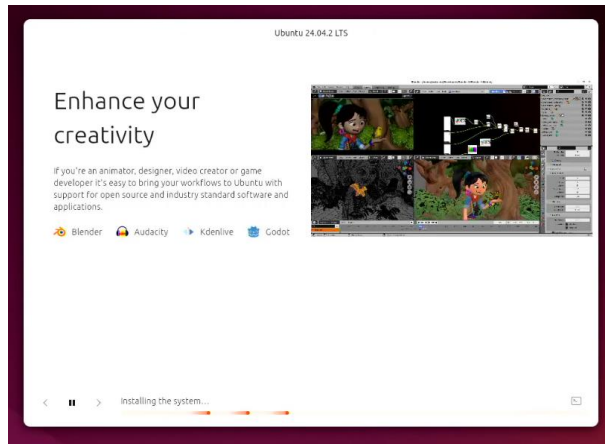 Ubuntu 24.04.2 LTS
Enhance your
creativity
If you're an animator, designer, video creator or game
developer it's easy to bring your workflows to Ubuntu with
support for open source and industry standard software and
applications.
Blender Audacity Kdenlive Godot
Installing the system...